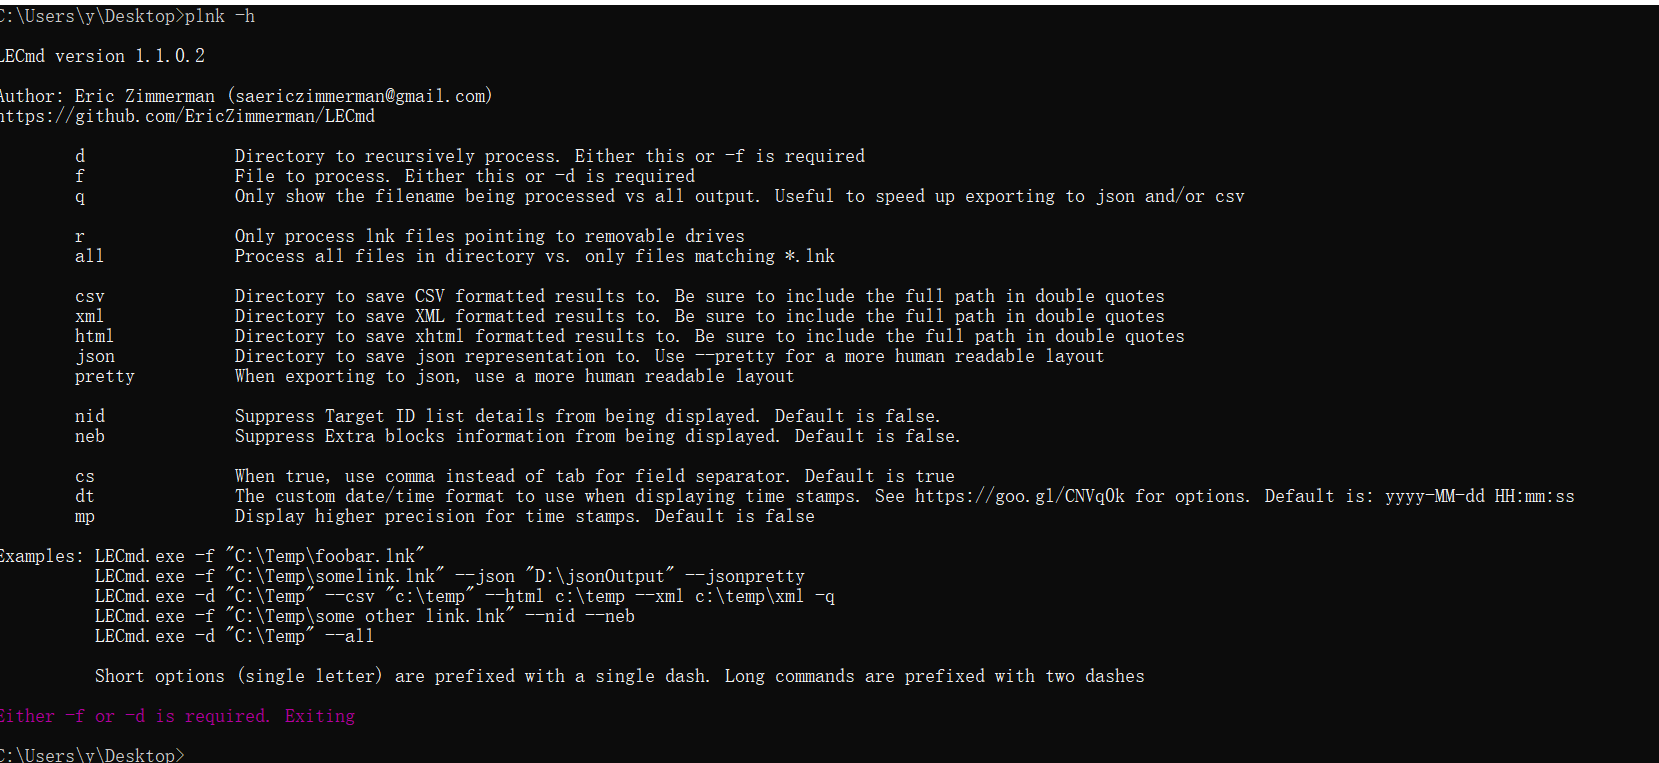 C:\Users\y\Desktop>plnk -h
LECmd version 1.1.0.2
Author: Eric Zimmerman (saericzimmerman@gmail.com)
https://github.com/EricZimmerman/LECmd
d Directory to recursively process. Either this or -f is required
f File to process. Either this or -d is required
q Only show the filename being processed vs all output. Useful to speed up exporting to json and/or csv
r Only process lnk files pointing to removable drives
all Process all files in directory vs. only files matching *.lnk
csv Directory to save CSV formatted results to. Be sure to include the full path in double quotes
xml Directory to save XML formatted results to. Be sure to include the full path in double quotes
html Directory to save xhtml formatted results to. Be sure to include the full path in double quotes
json Directory to save json representation to. Use --pretty for a more human readable layout
pretty When exporting to json, use a more human readable layout
nid Suppress Target ID list details from being displayed. Default is false.
neb Suppress Extra blocks information from being displayed. Default is false.
cs When true, use comma instead of tab for field separator. Default is true
dt The custom date/time format to use when displaying time stamps. See https://goo.gl/CNVq0k for options. Default is: yyyy-MM-dd HH:mm:ss
mp Display higher precision for time stamps. Default is false
Examples: LECmd.exe -f "C:\Temp\foobar.lnk"
LECmd.exe -f "C:\Temp\somelink.lnk" --json "D:\jsonOutput" --jsonpretty
LECmd.exe -d "C:\Temp" --csv "c:\temp" --html c:\temp --xml c:\temp\xml -q
LECmd.exe -f "C:\Temp\some other link.lnk" --nid --neb
LECmd.exe -d "C:\Temp" --all
Short options (single letter) are prefixed with a single dash. Long commands are prefixed with two dashes
Either -f or -d is required. Exiting
C:\Users\y\Desktop>